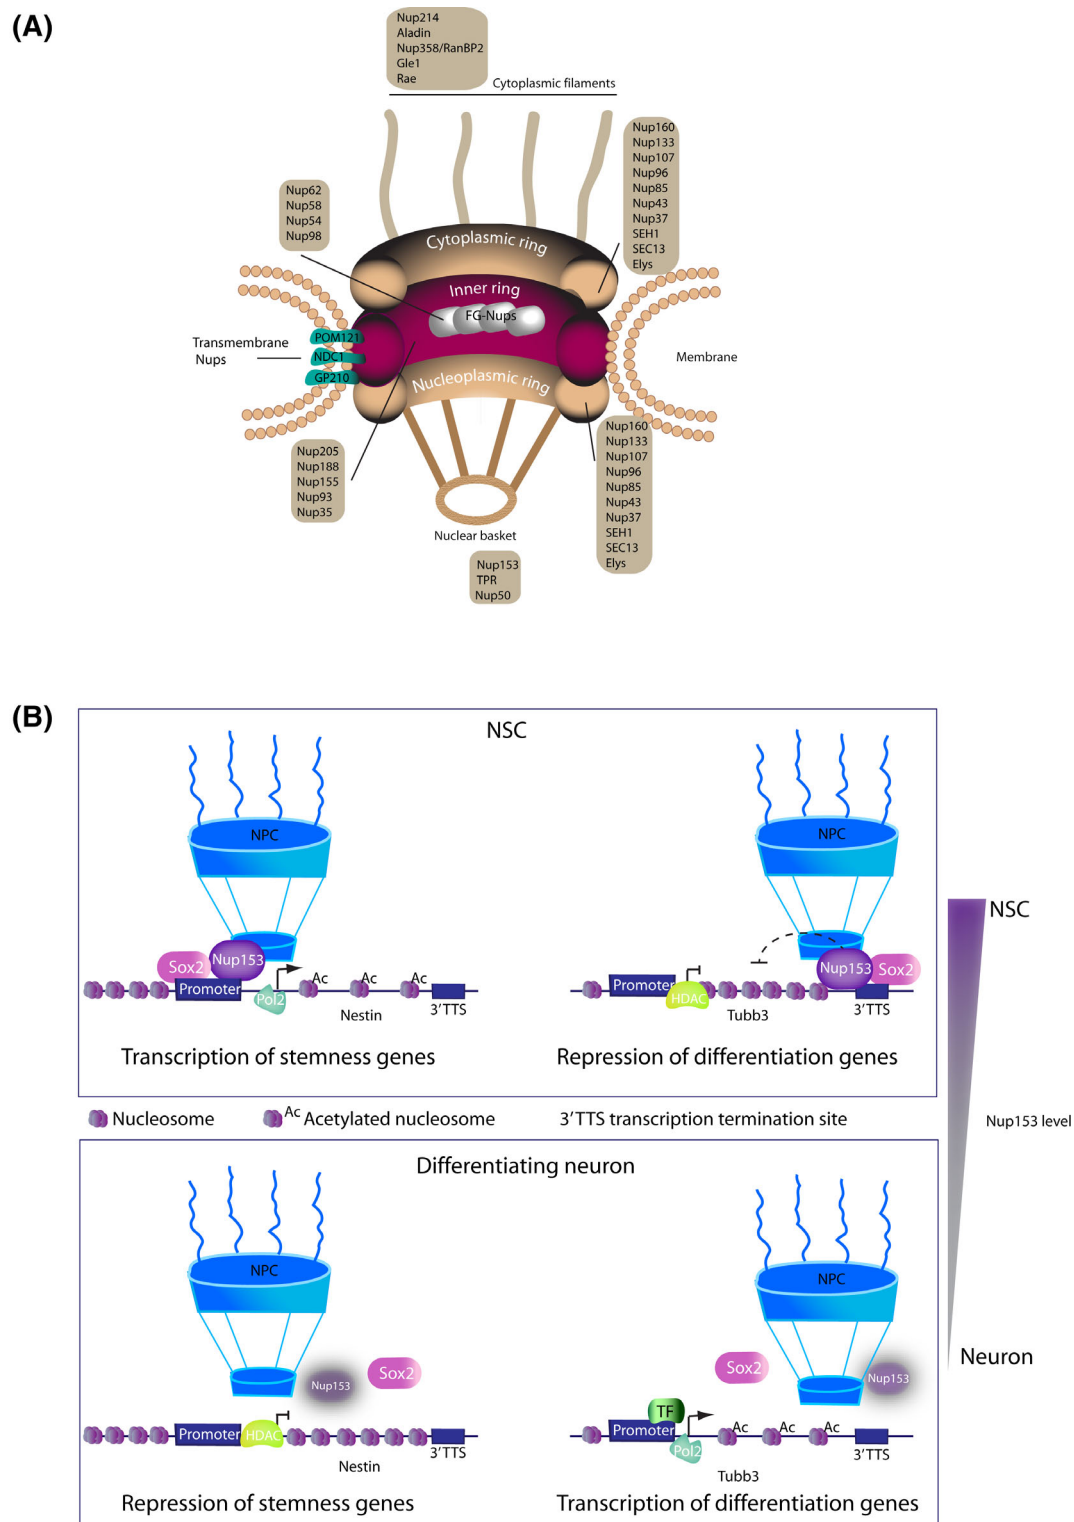 (A)
Nup214
Aladin
Nup358/RanBP2
Gle1
Rae
Cytoplasmic filaments
Nup160
Nup133
Nup107
Nup96
Nup85
Nup43
Nup37
SEH1
SEC13
Elys
Nup62
Nup58
Nup54
Nup98
Cytoplasmic ring
Inner ring
FG-Nups
Transmembrane
Nups
POM121
NDC1
GP210
Membrane
Nucleoplasmic ring
Nup205
Nup188
Nup155
Nup93
Nup35
Nup160
Nup133
Nup107
Nup96
Nup85
Nup43
Nup37
SEH1
SEC13
Elys
Nuclear basket
Nup153
TPR
Nup50
(B)
NSC
NPC
Sox2
Nup153
Promoter
Pol2
Ac
Ac
Ac
Nestin
3'TTS
Transcription of stemness genes
NPC
Nup153
Sox2
Promoter
HDAC
Tubb3
3'TTS
Repression of differentiation genes
NSC
Nup153 level
Neuron
Nucleosome
Ac Acetylated nucleosome
3'TTS transcription termination site
Differentiating neuron
NPC
Nup153
Sox2
Promoter
HDAC
Nestin
3'TTS
Repression of stemness genes
NPC
Sox2
Nup153
TF
Promoter
Pol2
Ac
Ac
Ac
Tubb3
3'TTS
Transcription of differentiation genes